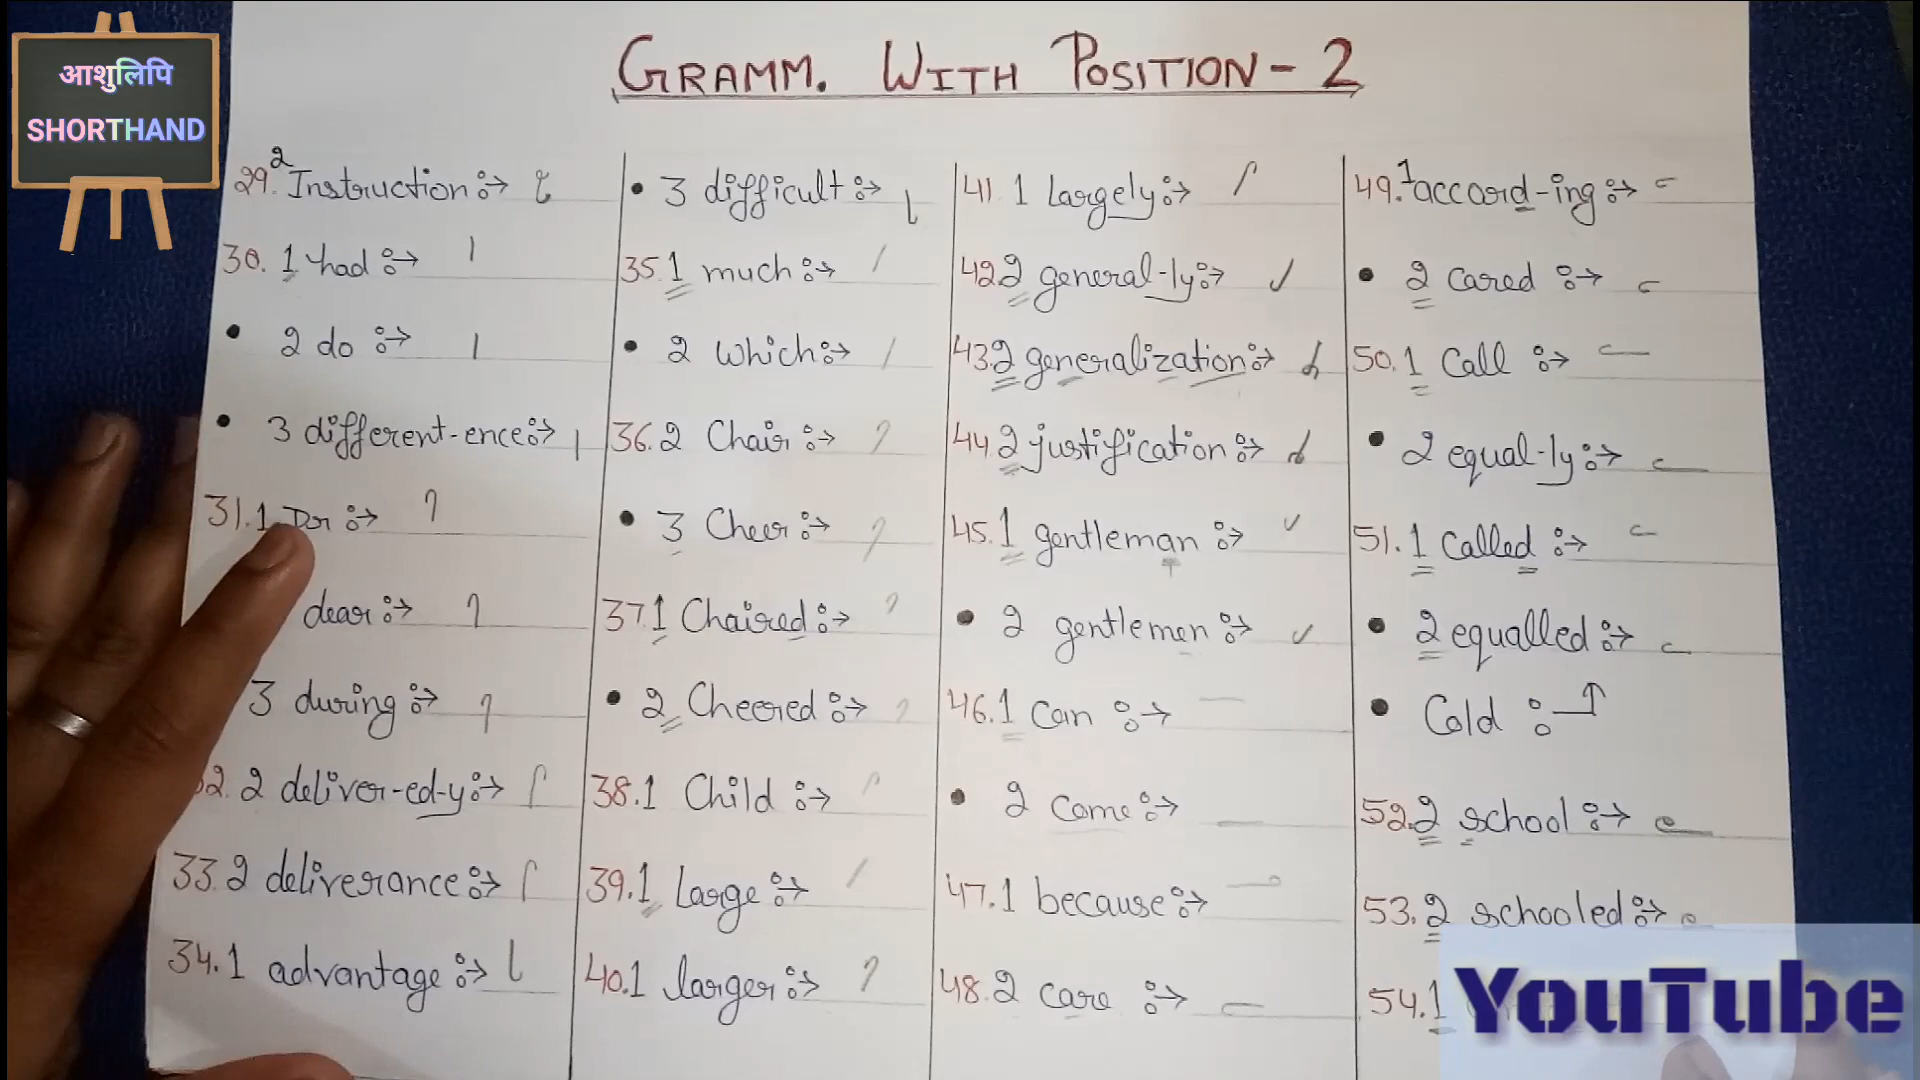 आशुलिपि
SHORTHAND
GRAMM. WITH POSITION - 2
29. 2 Instruction
30. 1 had
• 2 do
• 3 different-ence
31. 1 Dr
dear
3 during
2. 2 deliver-ed-y
33. 2 deliverance
34. 1 advantage
• 3 difficult
35. 1 much
• 2 which
36. 2 Chair
• 3 Cheer
37. 1 Chaired
• 2 Cheered
38. 1 Child
39. 1 Large
40. 1 larger
41. 1 Largely
42. 2 general-ly
43. 2 generalization
44. 2 justification
45. 1 gentleman
• 2 gentlemen
46. 1 Can
• 2 come
47. 1 because
48. 2 care
49. 1 accord-ing
• 2 cared
50. 1 Call
• 2 equal-ly
51. 1 Called
• 2 equalled
• Cold
52. 2 school
53. 2 schooled
54. 1
YouTube